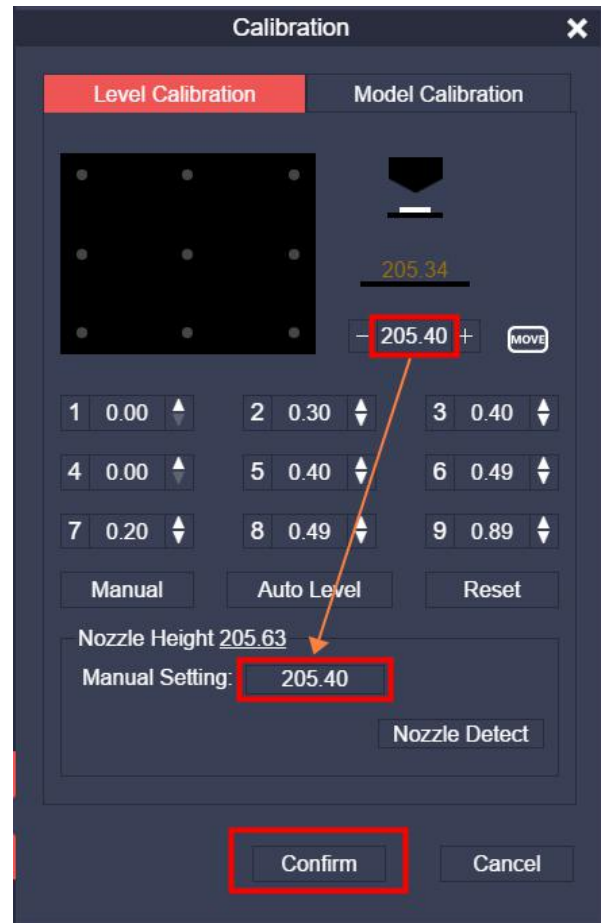 Calibration
Level Calibration Model Calibration
205.34
− 205.40 + MOVE
1 0.00 2 0.30 3 0.40
4 0.00 5 0.40 6 0.49
7 0.20 8 0.49 9 0.89
Manual Auto Level Reset
Nozzle Height 205.63
Manual Setting: 205.40
Nozzle Detect
Confirm Cancel